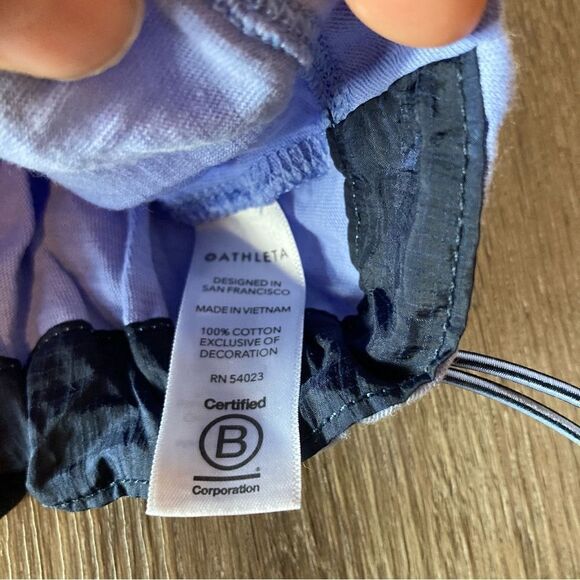 ATHLETA
DESIGNED IN
SAN FRANCISCO
MADE IN VIETNAM
100% COTTON
EXCLUSIVE OF
DECORATION
RN 54023
Certified
B
Corporation